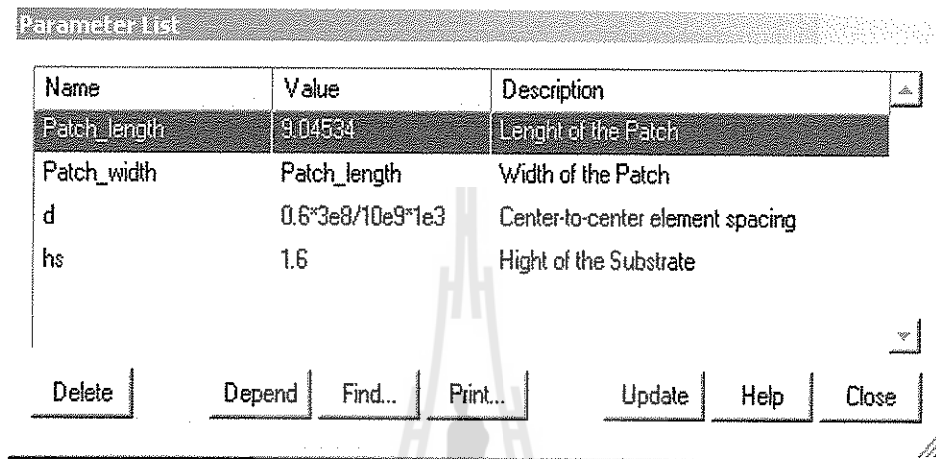 Parameter List
Name Value Description
Patch_length 9.04534 Lenght of the Patch
Patch_width Patch_length Width of the Patch
d 0.6*3e8/10e9*1e3 Center-to-center element spacing
hs 1.6 Hight of the Substrate
Delete Depend Find... Print... Update Help Close